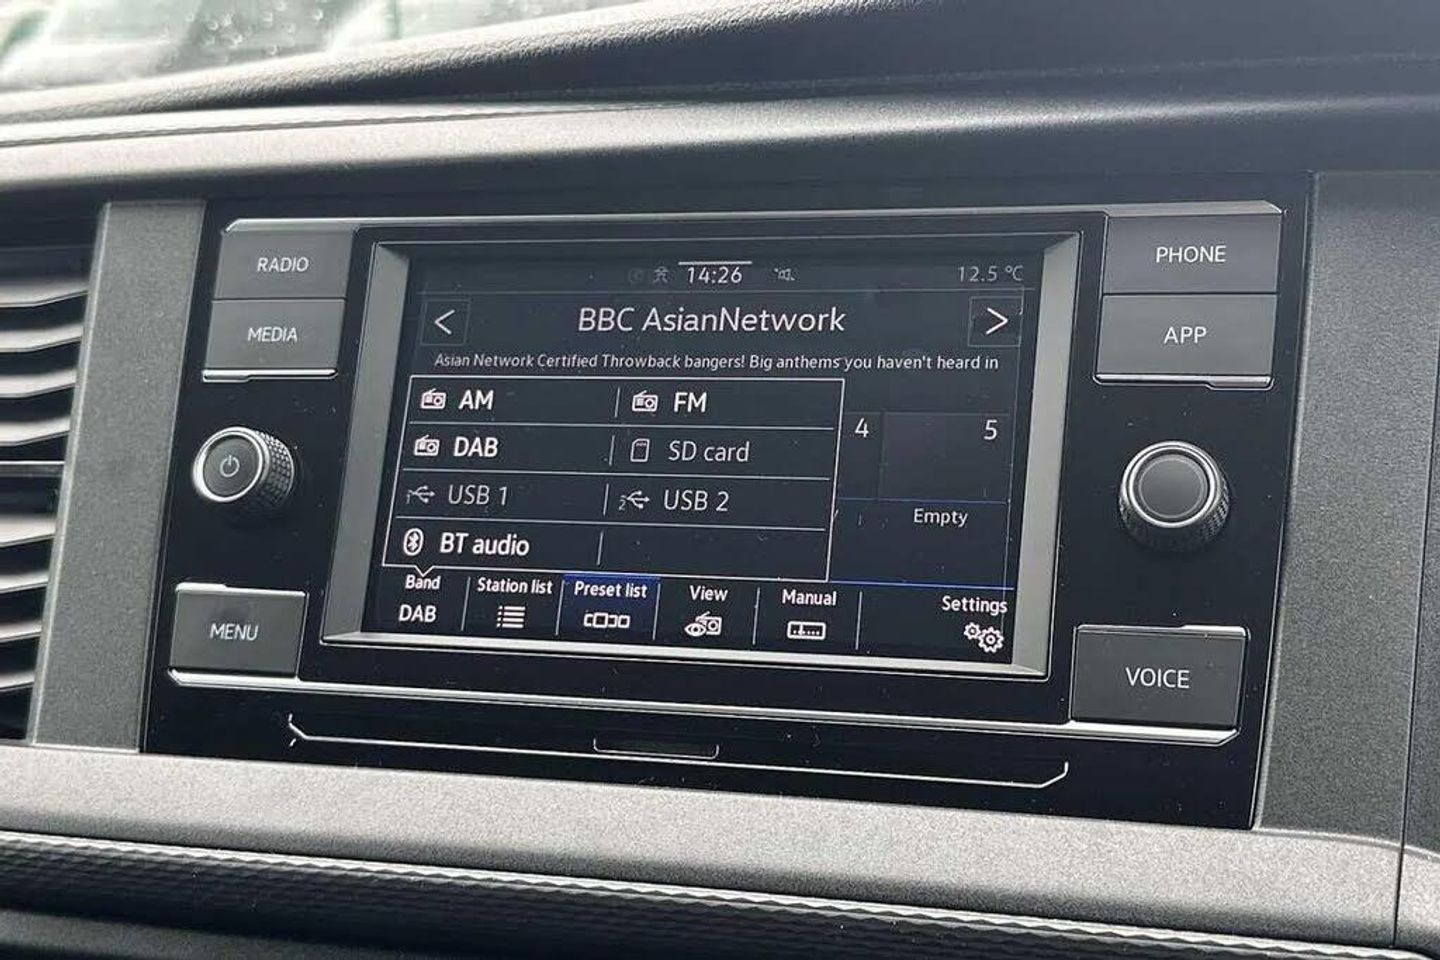 RADIO
MEDIA
MENU
PHONE
APP
VOICE
14:26
12.5 °C
< BBC AsianNetwork >
Asian Network Certified Throwback bangers! Big anthems you haven't heard in
AM
FM
DAB
SD card
1 USB 1
2 USB 2
BT audio
4
5
Empty
Band
DAB
Station list
Preset list
View
Manual
Settings